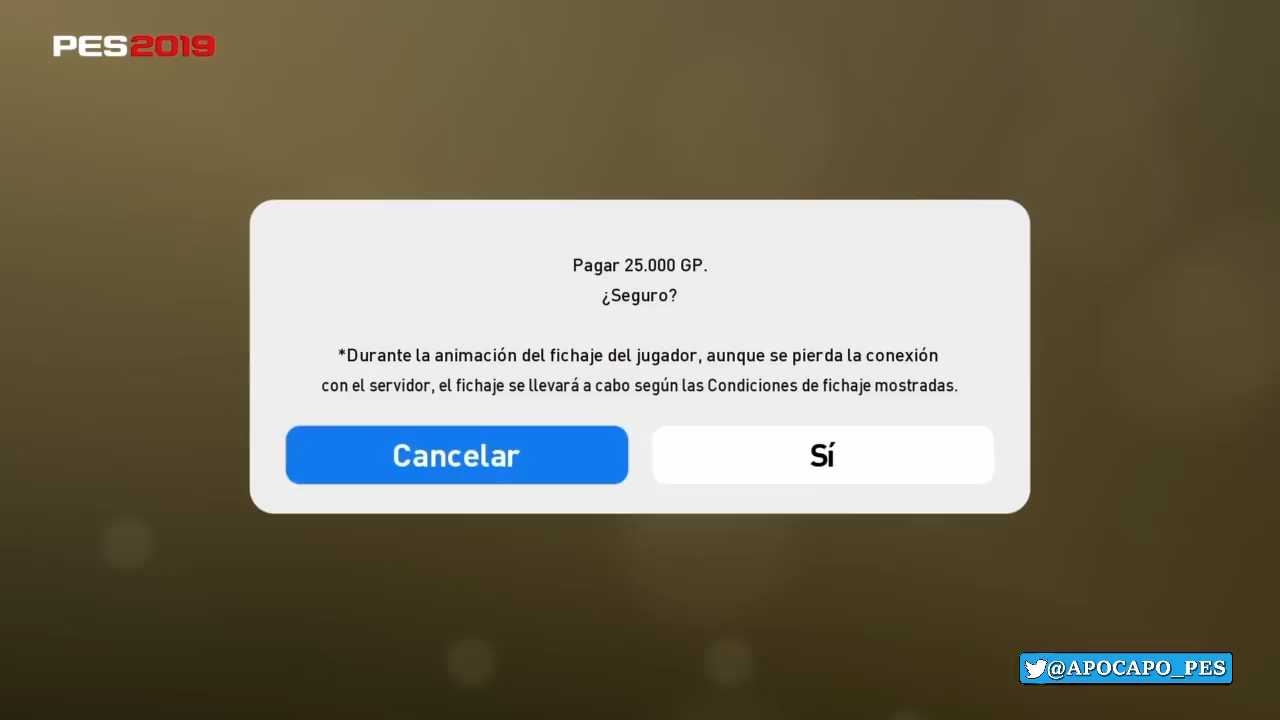 PES2019
Pagar 25.000 GP.
¿Seguro?
*Durante la animación del fichaje del jugador, aunque se pierda la conexión
con el servidor, el fichaje se llevará a cabo según las Condiciones de fichaje mostradas.
Cancelar
Sí
@APOCAPO_PES